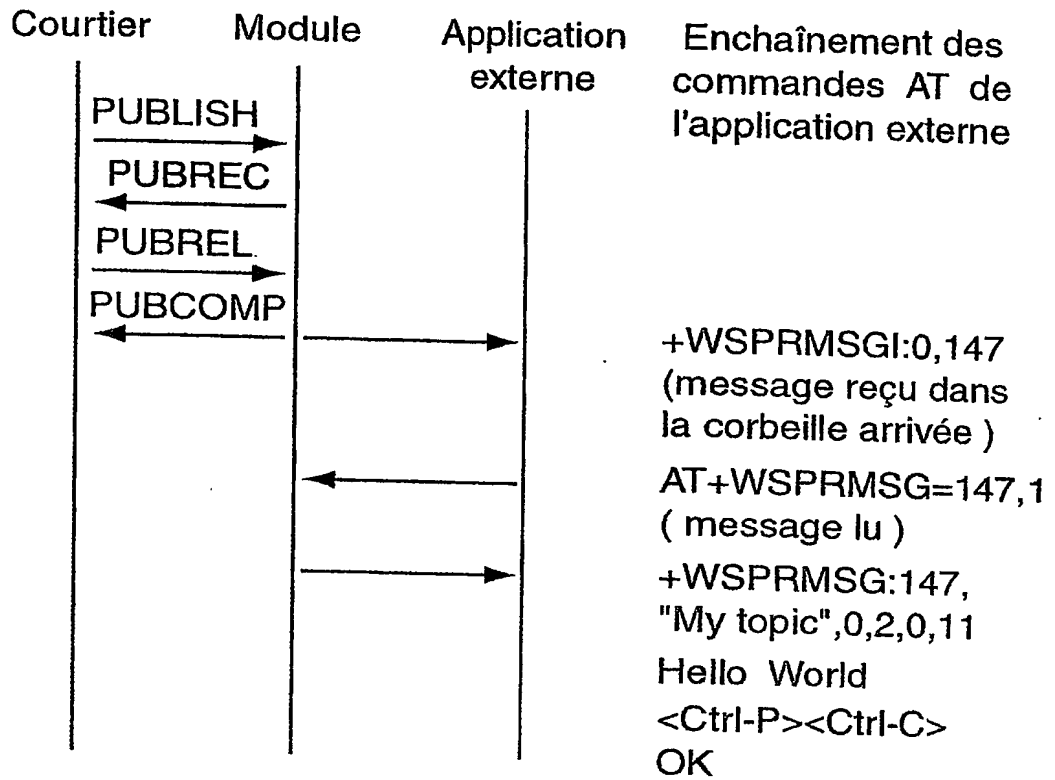 Courtier
Module
Application
externe
Enchaînement des
commandes AT de
l'application externe
PUBLISH
PUBREC
PUBREL
PUBCOMP
+WSPRMSGI:0,147
(message reçu dans
la corbeille arrivée )
AT+WSPRMSG=147,1
( message lu )
+WSPRMSG:147,
"My topic",0,2,0,11
Hello World
<Ctrl-P><Ctrl-C>
OK